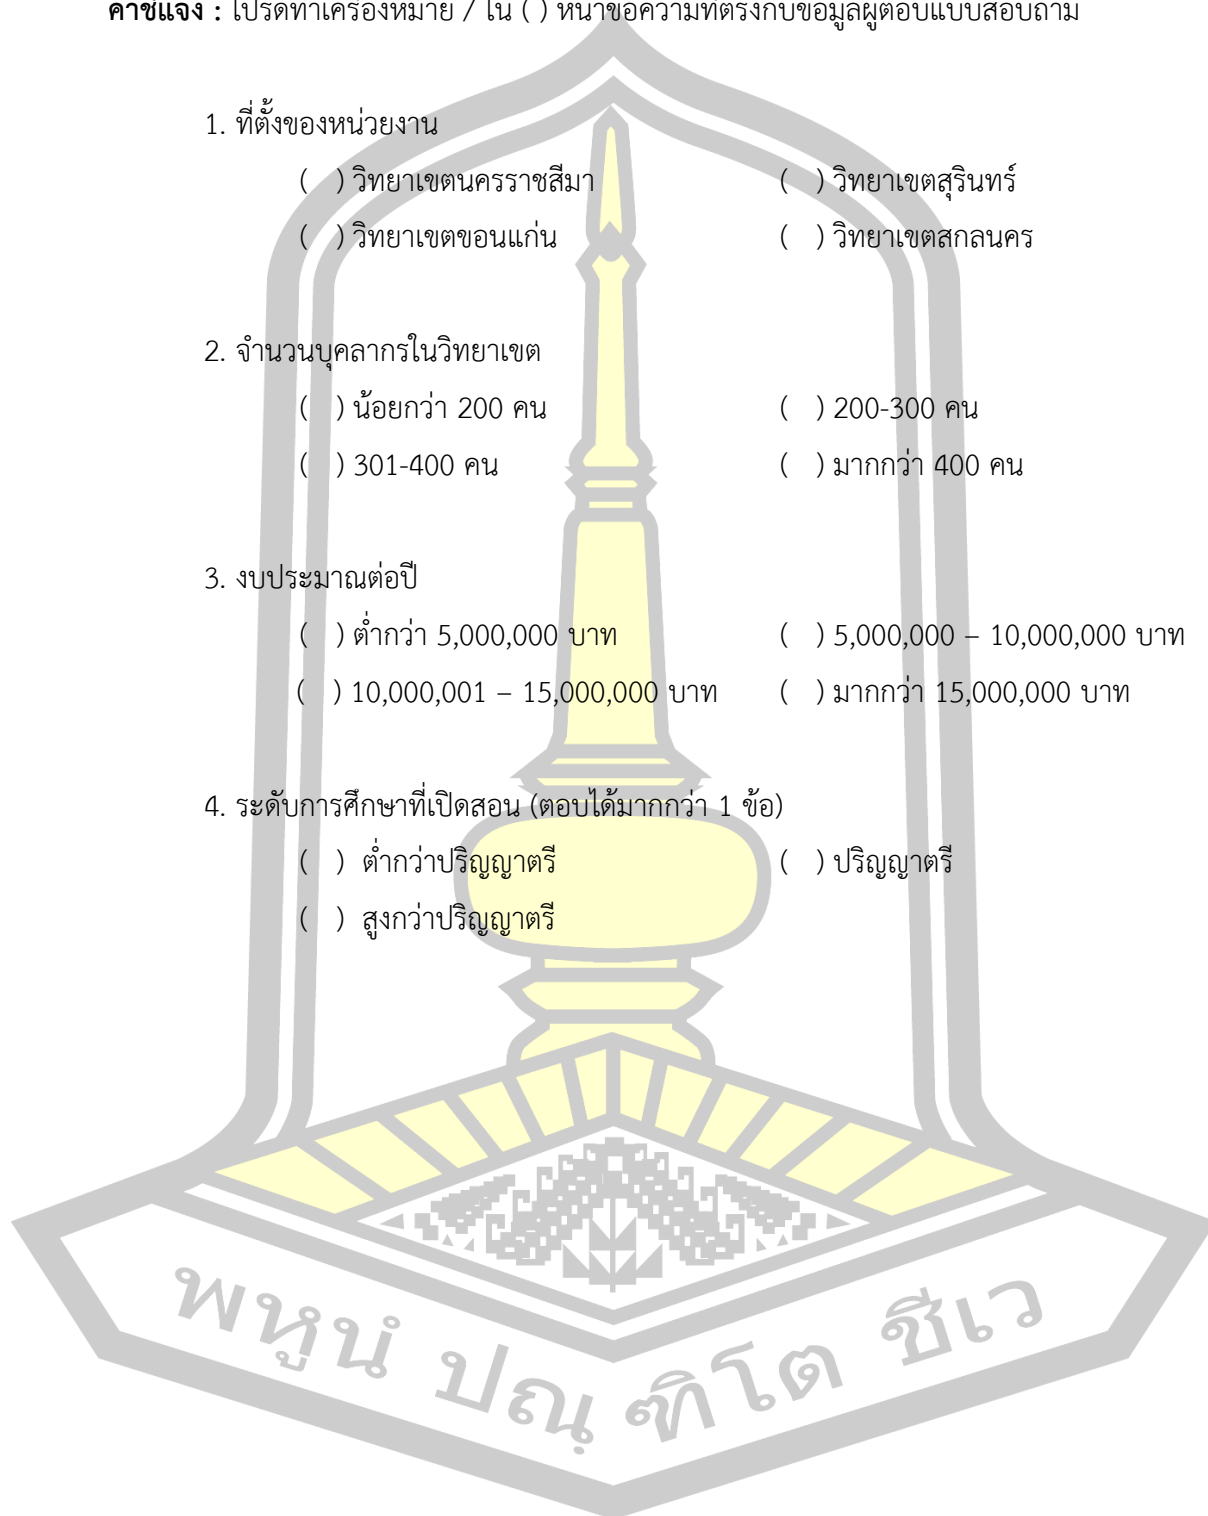 คำชี้แจง : โปรดทำเครื่องหมาย / ใน ( ) หน้าข้อความที่ตรงกับข้อมูลผู้ตอบแบบสอบถาม
1. ที่ตั้งของหน่วยงาน
( ) วิทยาเขตนครราชสีมา ( ) วิทยาเขตสุรินทร์
( ) วิทยาเขตขอนแก่น ( ) วิทยาเขตสกลนคร
2. จำนวนบุคลากรในวิทยาเขต
( ) น้อยกว่า 200 คน ( ) 200-300 คน
( ) 301-400 คน ( ) มากกว่า 400 คน
3. งบประมาณต่อปี
( ) ต่ำกว่า 5,000,000 บาท ( ) 5,000,000 – 10,000,000 บาท
( ) 10,000,001 – 15,000,000 บาท ( ) มากกว่า 15,000,000 บาท
4. ระดับการศึกษาที่เปิดสอน (ตอบได้มากกว่า 1 ข้อ)
( ) ต่ำกว่าปริญญาตรี ( ) ปริญญาตรี
( ) สูงกว่าปริญญาตรี
พหูนํ ปณฺ ฑิโต ชีเว